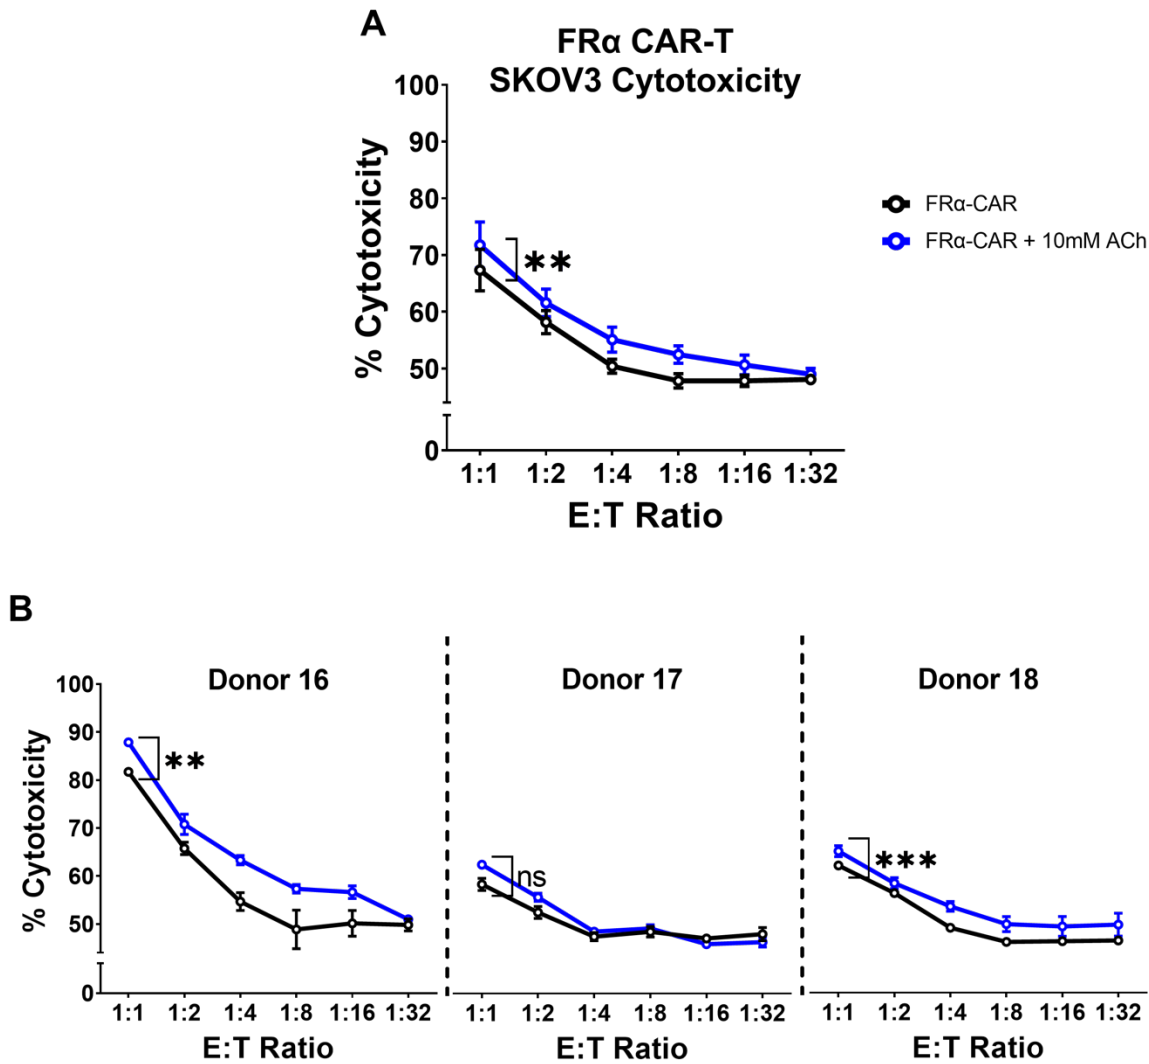 A
FRα CAR-T
SKOV3 Cytotoxicity
% Cytotoxicity
100
90
80
70
60
50
0
**
1:1 1:2 1:4 1:8 1:16 1:32
E:T Ratio
FRα-CAR
FRα-CAR + 10mM ACh
B
% Cytotoxicity
100
90
80
70
60
50
0
Donor 16
**
1:1 1:2 1:4 1:8 1:16 1:32
E:T Ratio
Donor 17
ns
1:1 1:2 1:4 1:8 1:16 1:32
E:T Ratio
Donor 18
***
1:1 1:2 1:4 1:8 1:16 1:32
E:T Ratio